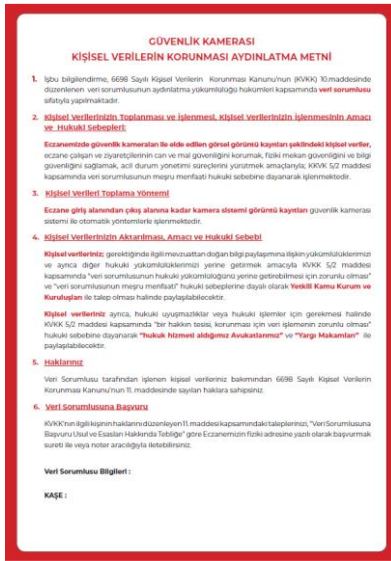 GÜVENLİK KAMERASI
KİŞİSEL VERİLERİN KORUNMASI AYDINLATMA METNİ
1. İşbu bilgilendirme, 6698 Sayılı Kişisel Verilerin Korunması Kanunu'nun (KVKK) 10.maddesinde
düzenlenen veri sorumlusunun aydınlatma yükümlülüğü hükümleri kapsamında veri sorumlusu
sıfatıyla yapılmaktadır.
2. Kişisel Verilerinizin Toplanması ve İşlenmesi, Kişisel Verilerinizin İşlenmesinin Amacı
ve Hukuki Sebepleri:
Eczanemizde güvenlik kameraları ile elde edilen görsel görüntü kayıtları şeklindeki kişisel veriler,
eczane çalışan ve ziyaretçilerinin can ve mal güvenliğini korumak, fiziki mekan güvenliğini ve bilgi
güvenliğini sağlamak, acil durum yönetimi süreçlerini yürütmek amaçlarıyla; KKVK 5/2 maddesi
kapsamında veri sorumlusunun meşru menfaati hukuki sebebine dayanarak işlenmektedir.
3. Kişisel Verileri Toplama Yöntemi
Eczane giriş alanından çıkış alanına kadar kamera sistemi görüntü kayıtları güvenlik kamerası
sistemi ile otomatik yöntemlerle işlenmektedir.
4. Kişisel Verilerinizin Aktarılması, Amacı ve Hukuki Sebebi
Kişisel verileriniz; gerektiğinde ilgili mevzuattan doğan bilgi paylaşımına ilişkin yükümlülüklerimizi
ve ayrıca diğer hukuki yükümlülüklerimizi yerine getirmek amacıyla KVKK 5/2 maddesi
kapsamında "veri sorumlusunun hukuki yükümlülüğünü yerine getirebilmesi için zorunlu olması"
ve "veri sorumlusunun meşru menfaati" hukuki sebeplerine dayalı olarak Yetkili Kamu Kurum ve
Kuruluşları ile talep olması halinde paylaşılabilecektir.
Kişisel verileriniz ayrıca, hukuki uyuşmazlıklar veya hukuki işlemler için gerekmesi halinde
KVKK 5/2 maddesi kapsamında "bir hakkın tesisi, korunması için veri işlemenin zorunlu olması"
hukuki sebebine dayanarak "hukuk hizmeti aldığımız Avukatlarımız" ve "Yargı Makamları" ile
paylaşılabilecektir.
5. Haklarınız
Veri Sorumlusu tarafından işlenen kişisel verileriniz bakımından 6698 Sayılı Kişisel Verilerin
Korunması Kanunu'nun 11. maddesinde sayılan haklara sahipsiniz.
6. Veri Sorumlusuna Başvuru
KVKK'nın ilgili kişinin haklarını düzenleyen 11. maddesi kapsamındaki taleplerinizi, "Veri Sorumlusuna
Başvuru Usul ve Esasları Hakkında Tebliğe" göre Eczanemizin fiziki adresine yazılı olarak başvurmak
sureti ile veya noter aracılığıyla iletebilirsiniz.
Veri Sorumlusu Bilgileri :
KAŞE :